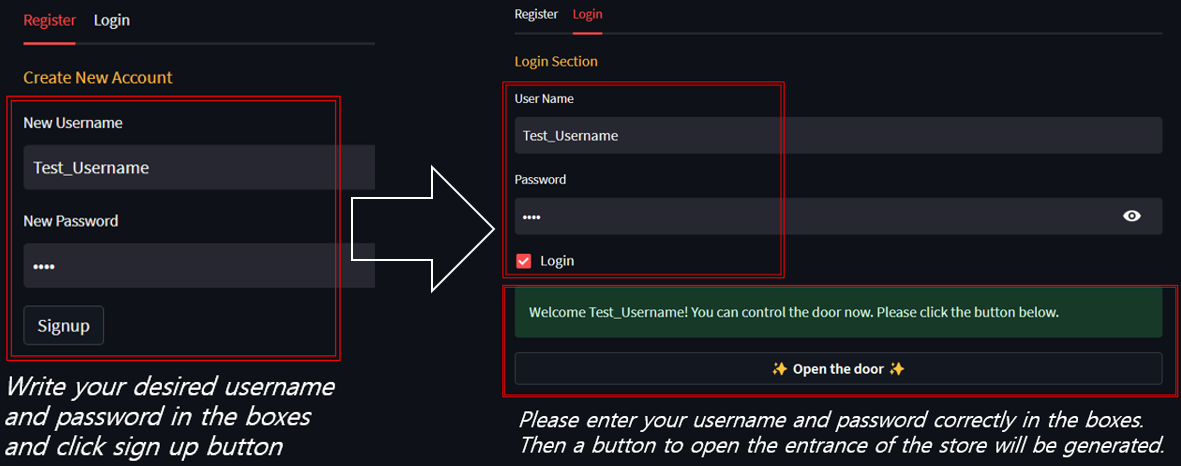 Register Login
Create New Account
New Username
Test_Username
New Password
••••
Signup
Write your desired username
and password in the boxes
and click sign up button
Register Login
Login Section
User Name
Test_Username
Password
••••
Login
Welcome Test_Username! You can control the door now. Please click the button below.
✨ Open the door ✨
Please enter your username and password correctly in the boxes.
Then a button to open the entrance of the store will be generated.